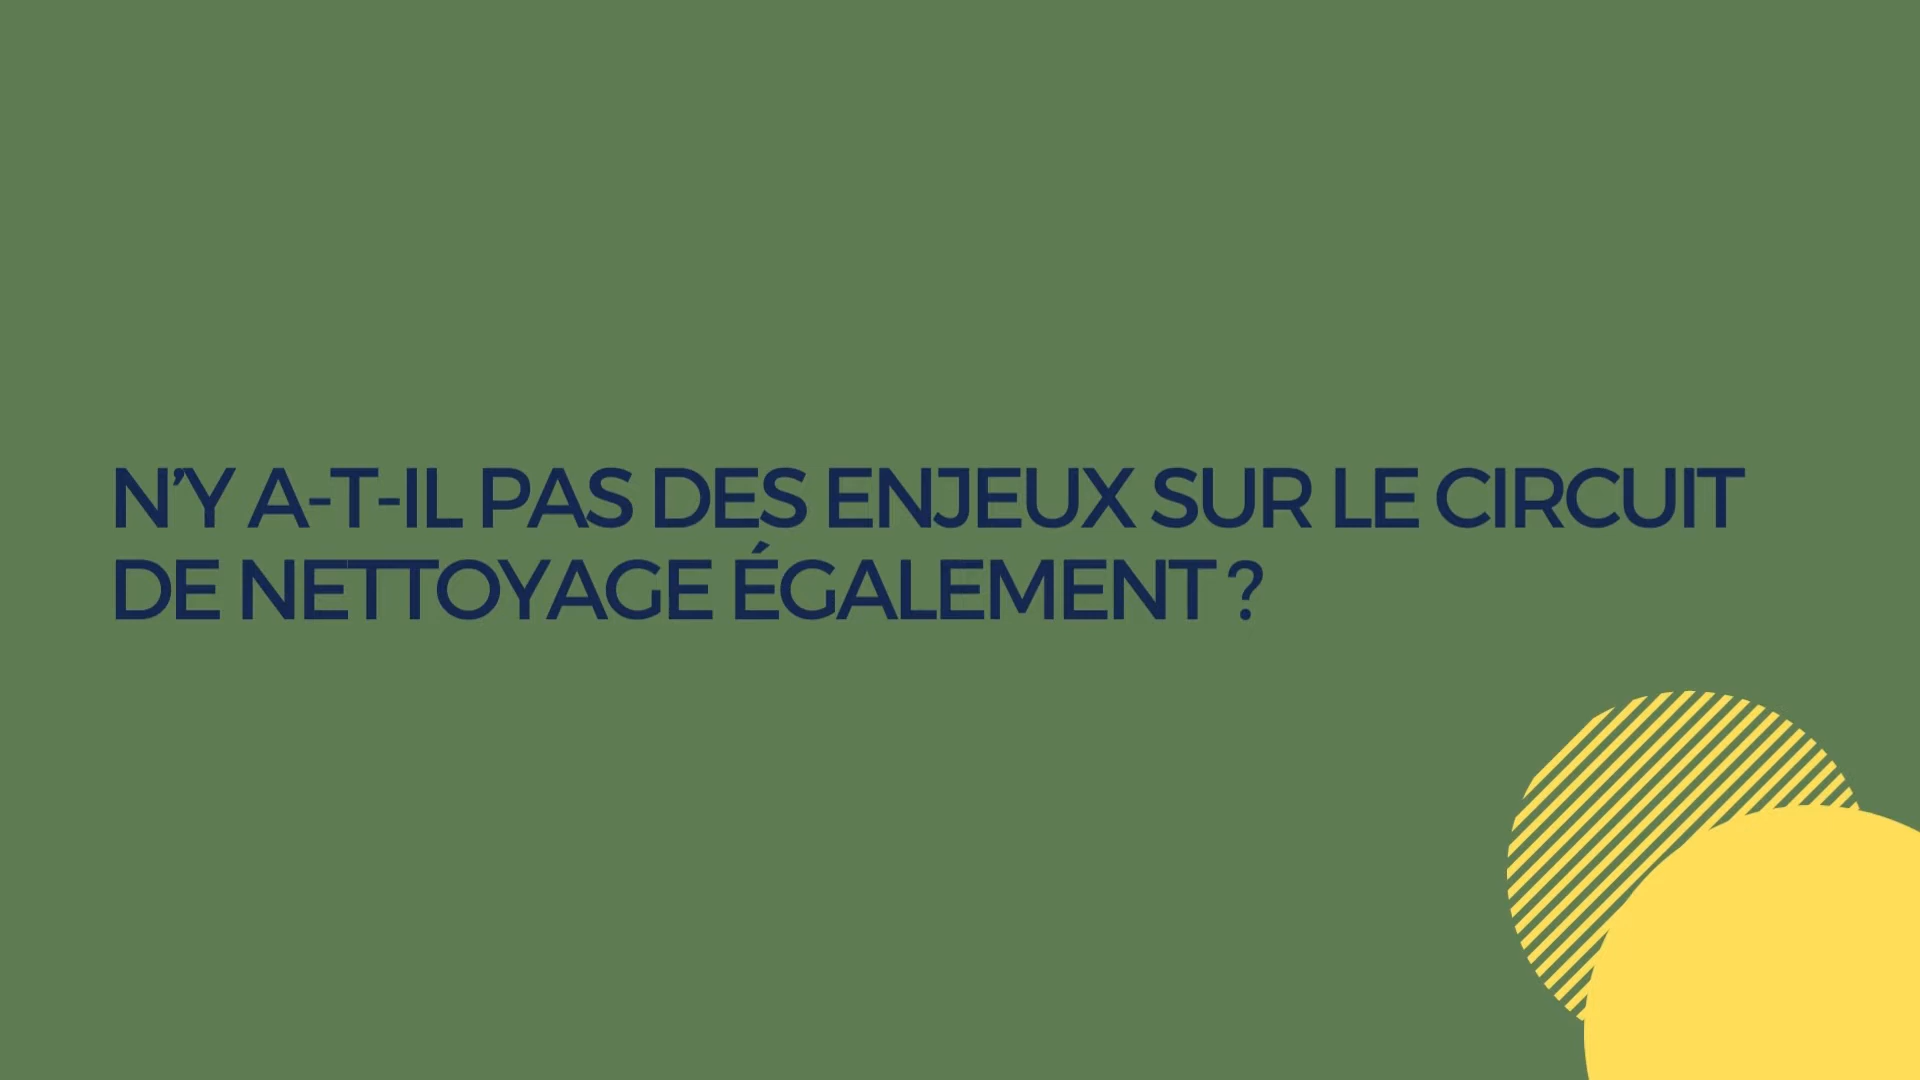 N’Y A-T-IL PAS DES ENJEUX SUR LE CIRCUIT
DE NETTOYAGE ÉGALEMENT ?